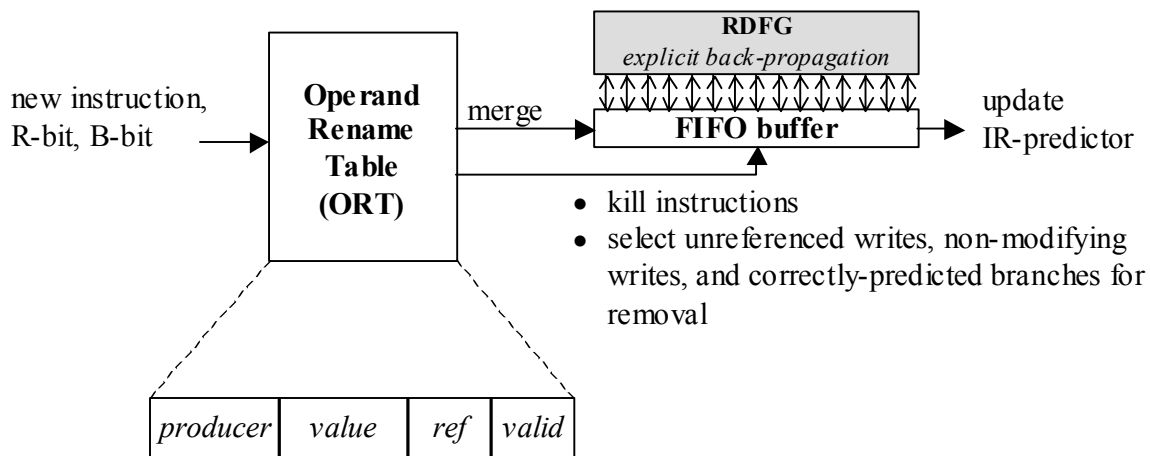 new instruction,
R-bit, B-bit
Operand
Rename
Table
(ORT)
merge
RDFG
explicit back-propagation
FIFO buffer
update
IR-predictor
• kill instructions
• select unreferenced writes, non-modifying
writes, and correctly-predicted branches for
removal
producer value ref valid